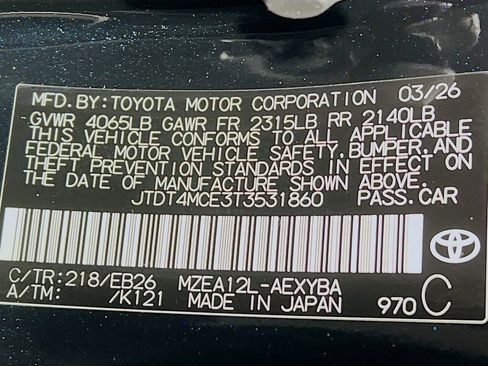 MFD. BY: TOYOTA MOTOR CORPORATION 03/26
GVWR 4065LB GAWR FR 2315LB RR 2140LB
THIS VEHICLE CONFORMS TO ALL APPLICABLE
FEDERAL MOTOR VEHICLE SAFETY, BUMPER, AND
THEFT PREVENTION STANDARDS IN EFFECT ON
THE DATE OF MANUFACTURE SHOWN ABOVE.
JTDT4MCE3T3531860 PASS.CAR
C/TR:218/EB26 MZEA12L-AEXYBA
A/TM: /K121 MADE IN JAPAN 970 C